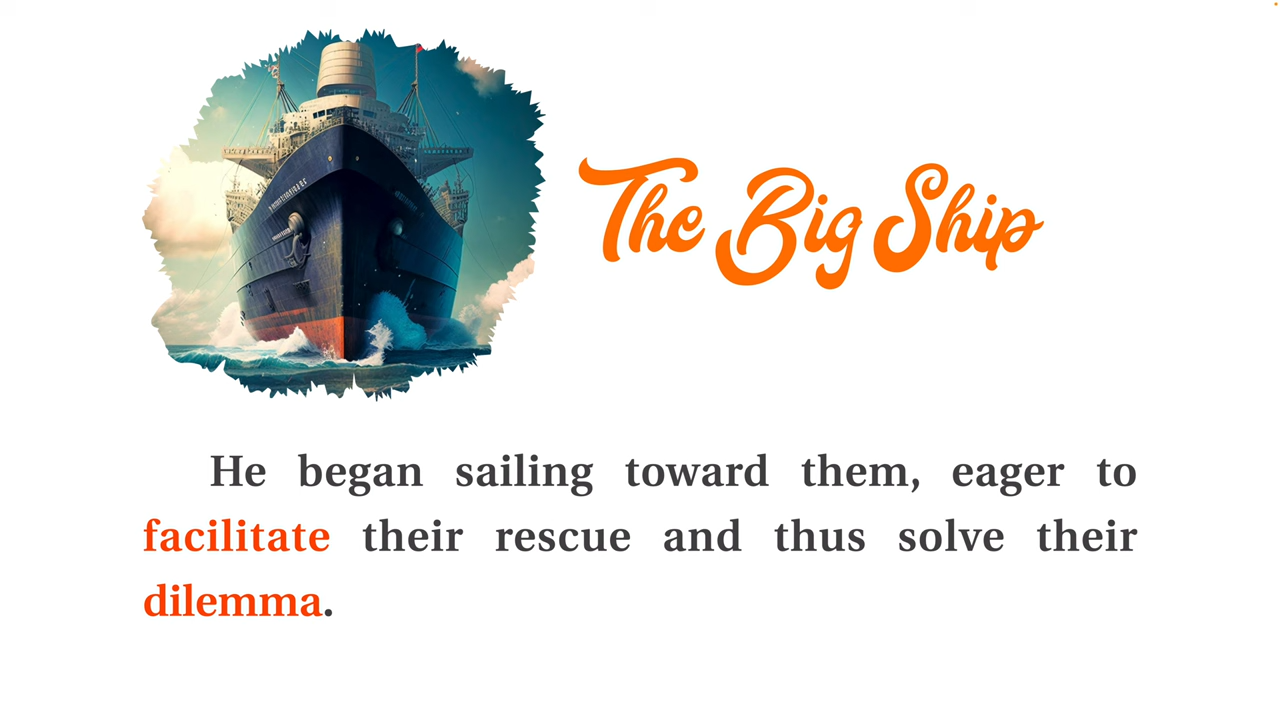 The Big Ship
He began sailing toward them, eager to
facilitate their rescue and thus solve their
dilemma.